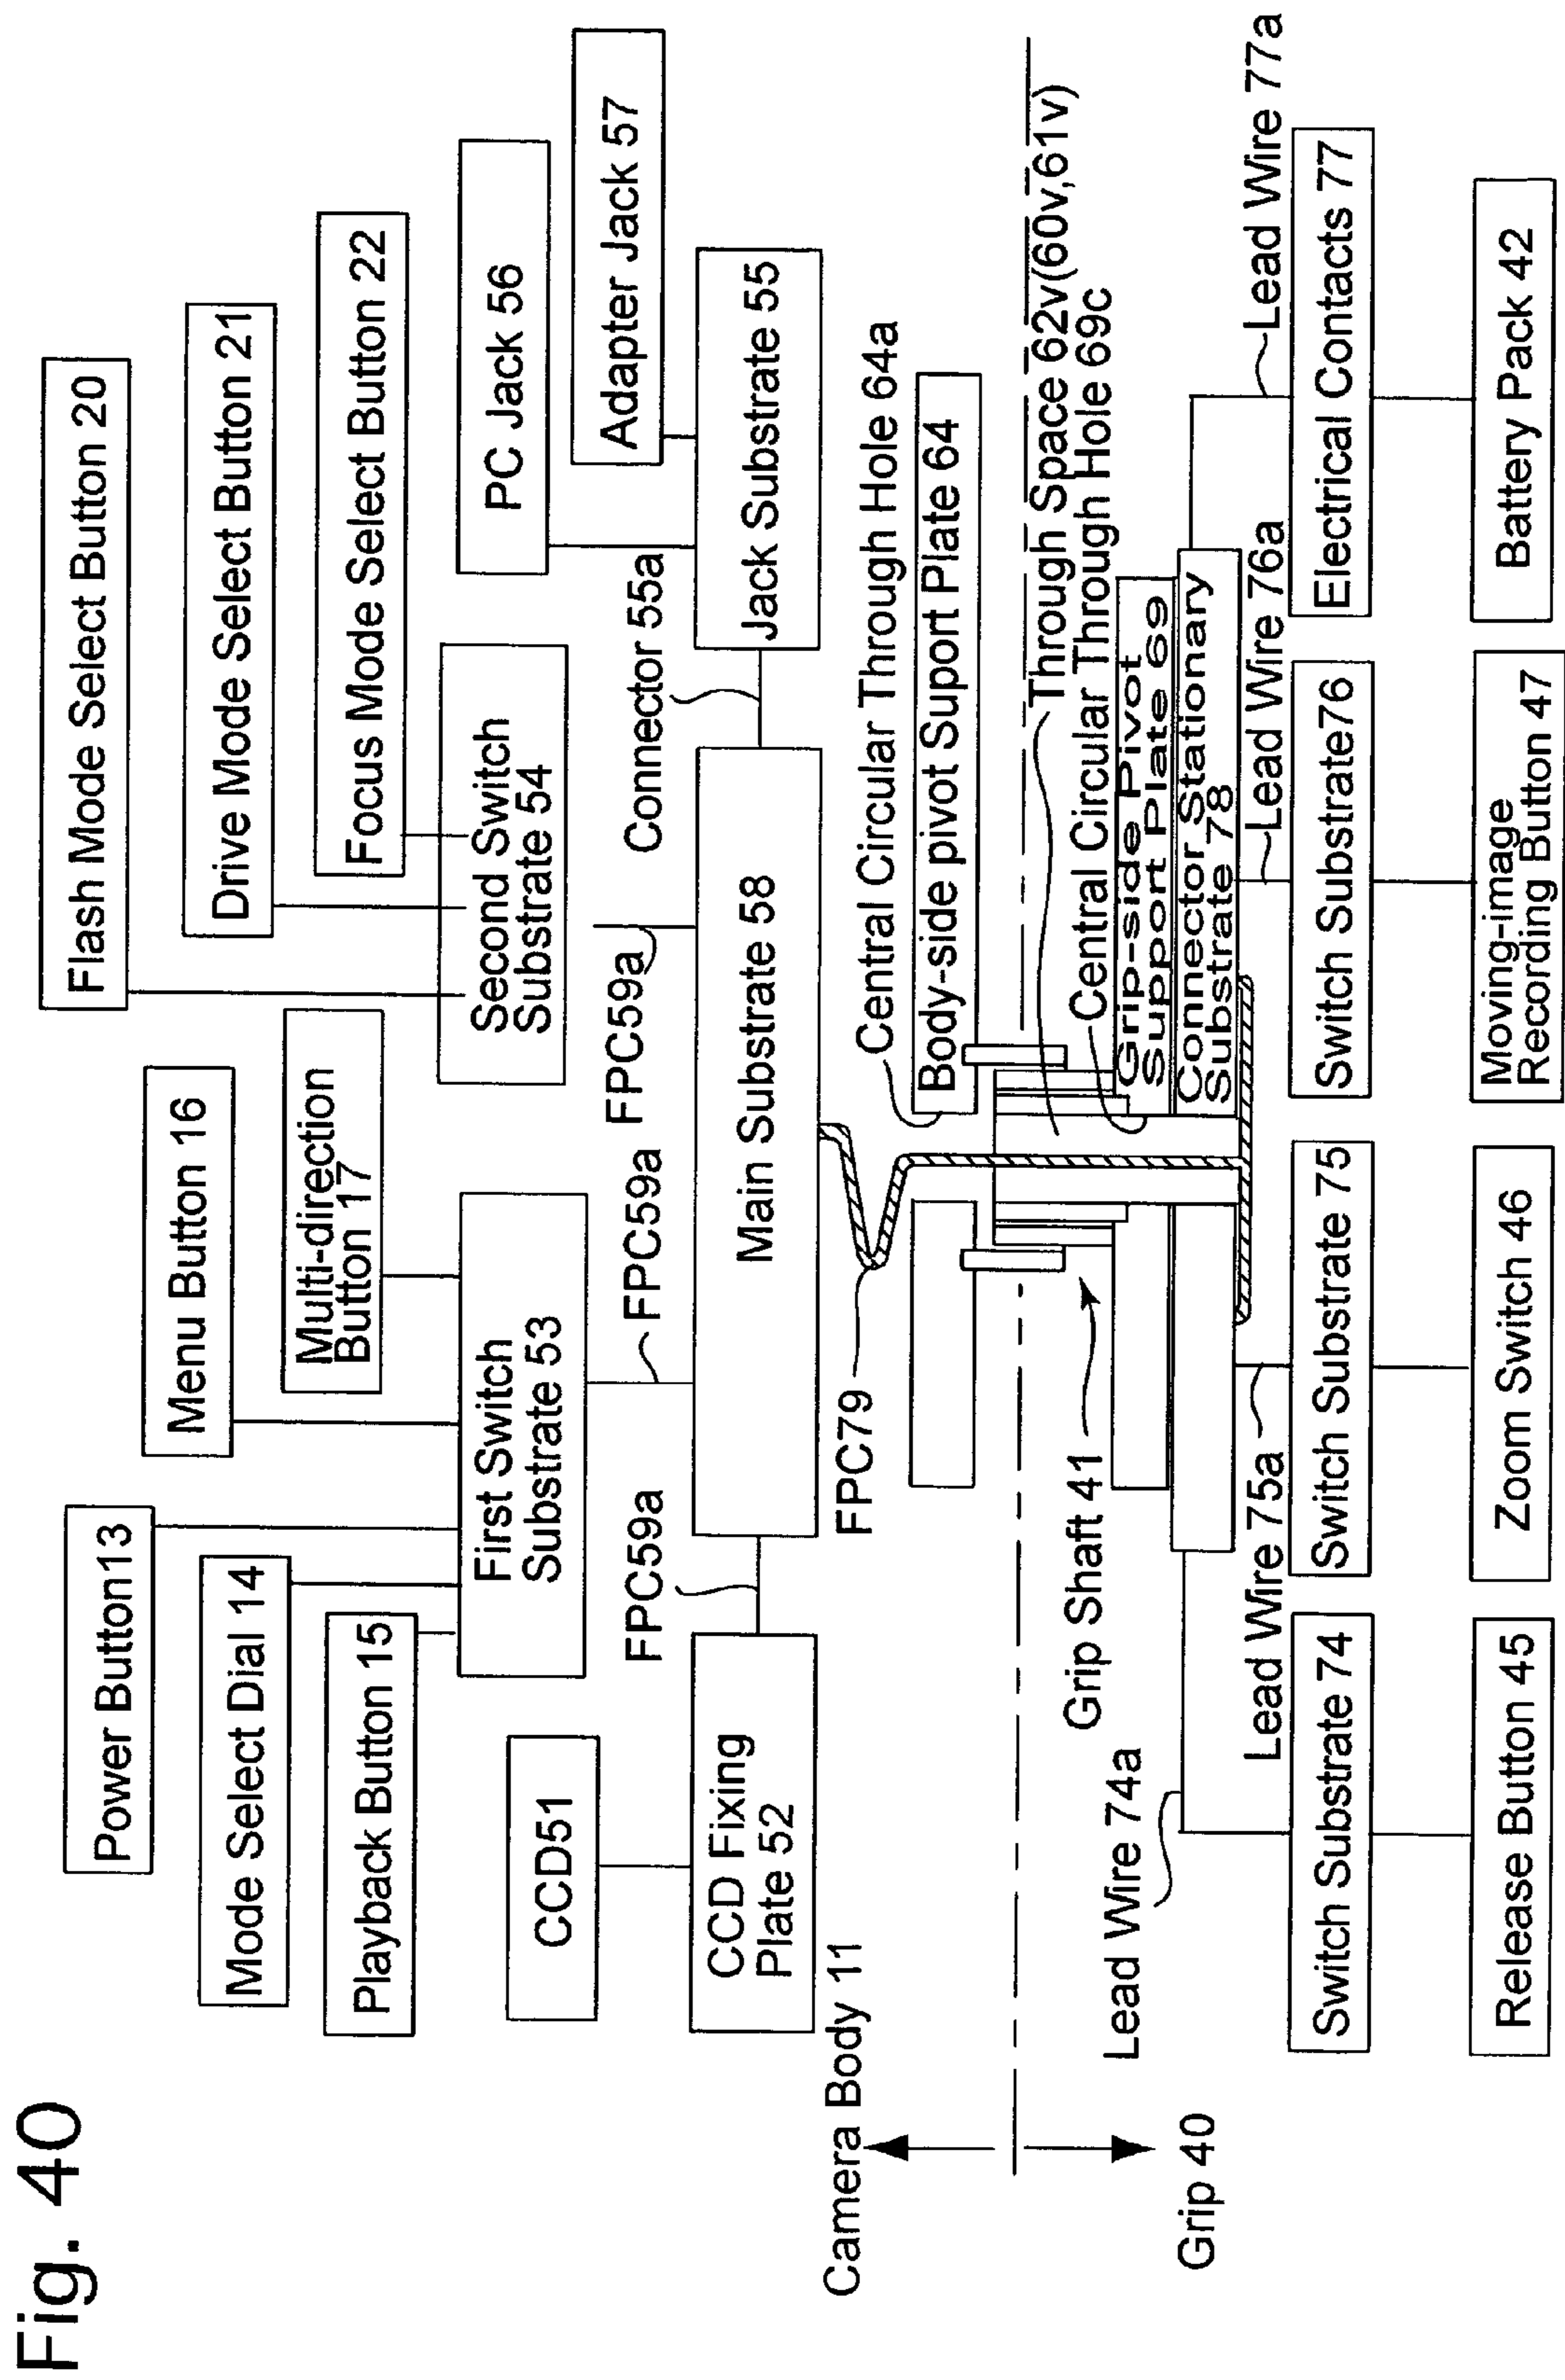 Fig. 40
Flash Mode Select Button 20
Power Button13
Menu Button 16
Drive Mode Select Button 21
Mode Select Dial 14
Multi-direction
Button 17
Focus Mode Select Button 22
Playback Button 15
PC Jack 56
Adapter Jack 57
CCD51
First Switch
Substrate 53
Second Switch
Substrate 54
FPC59a
FPC59a
FPC59a
Connector 55a
CCD Fixing
Plate 52
Main Substrate 58
Jack Substrate 55
Camera Body 11
FPC79
Central Circular Through Hole 64a
Body-side pivot Support Plate 64
Through Space 62v(60v,61v)
Grip Shaft 41
Central Circular Through Hole 69c
Lead Wire 74a
Grip-side Pivot
Support Plate 69
Grip 40
Connector Stationary
Substrate 78
Lead Wire 75a
Lead Wire 76a
Lead Wire 77a
Switch Substrate 74
Switch Substrate 75
Switch Substrate76
Electrical Contacts 77
Release Button 45
Zoom Switch 46
Moving-image
Recording Button 47
Battery Pack 42